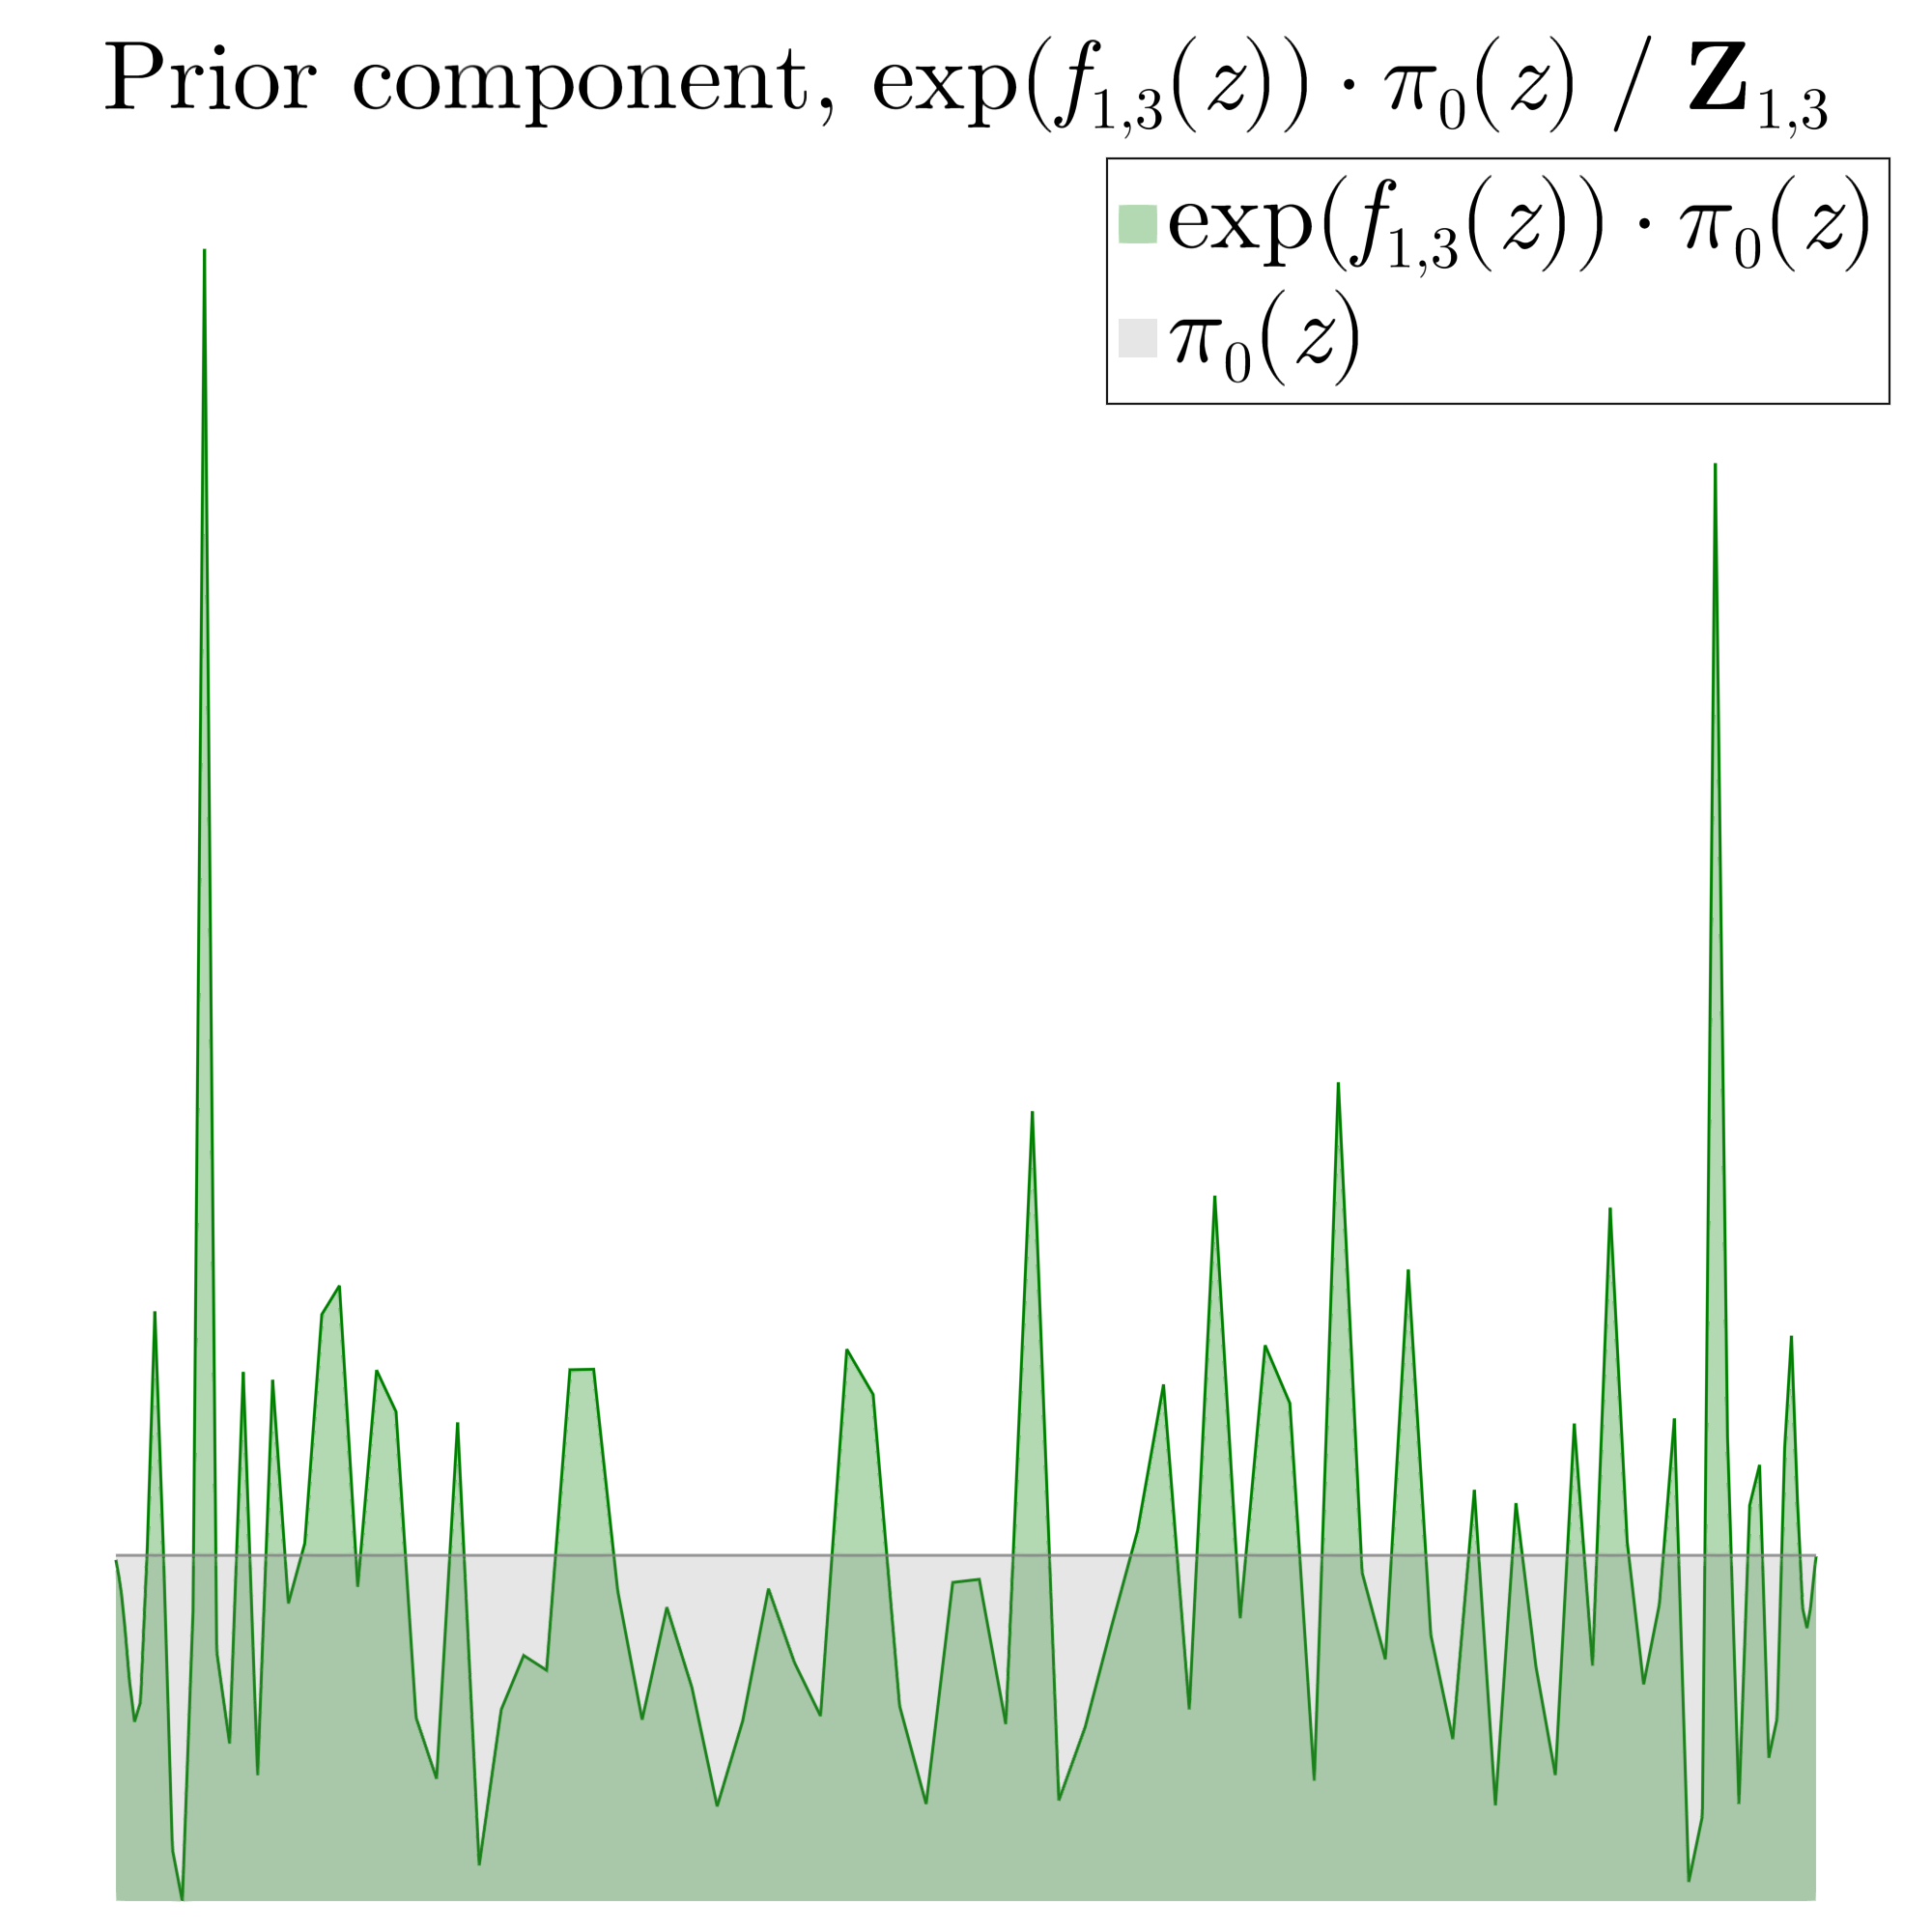 Prior component, exp(f₁,₃(z)) · π₀(z) / 𝐙₁,₃
exp(f₁,₃(z)) · π₀(z)
π₀(z)